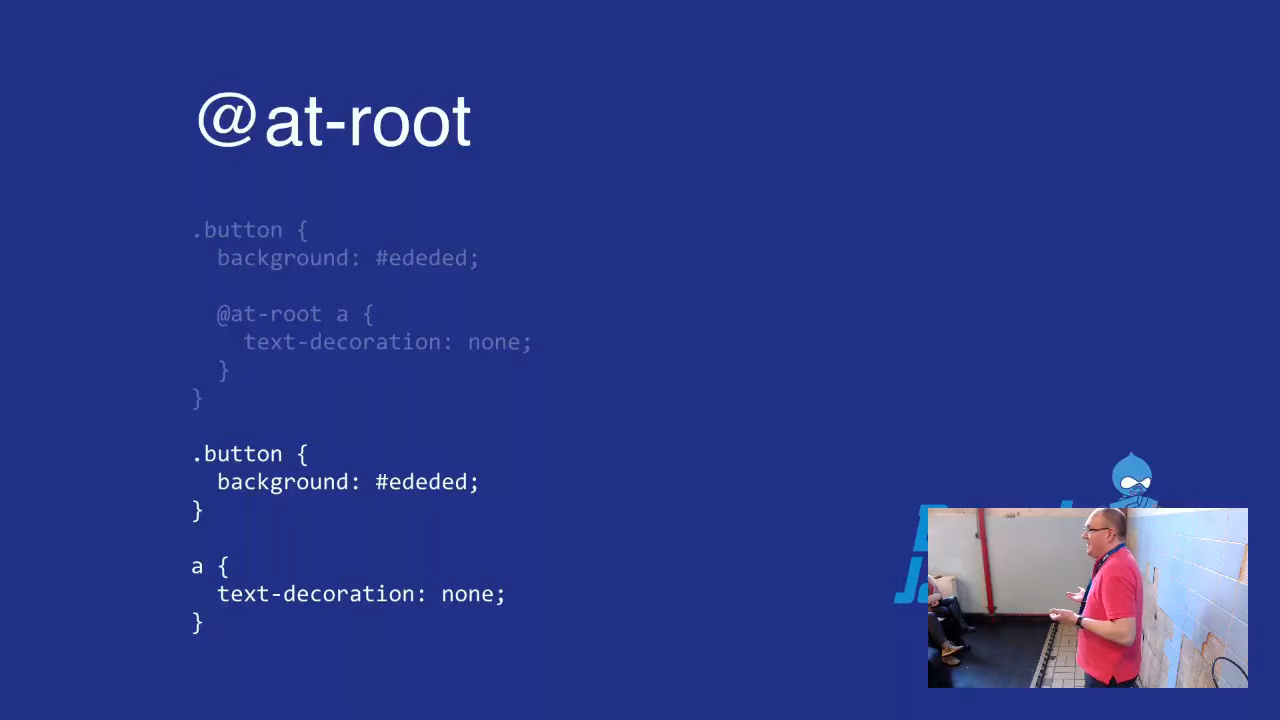 @at-root
.button {
  background: #ededed;

  @at-root a {
    text-decoration: none;
  }
}

.button {
  background: #ededed;
}

a {
  text-decoration: none;
}